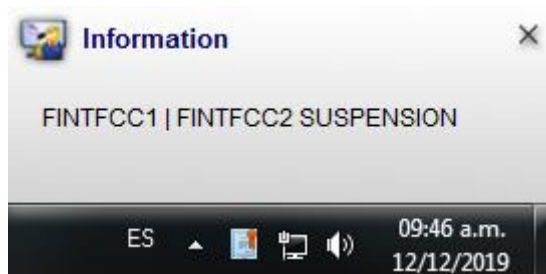 Information
FINTFCC1 | FINTFCC2 SUSPENSION
ES
09:46 a.m.
12/12/2019